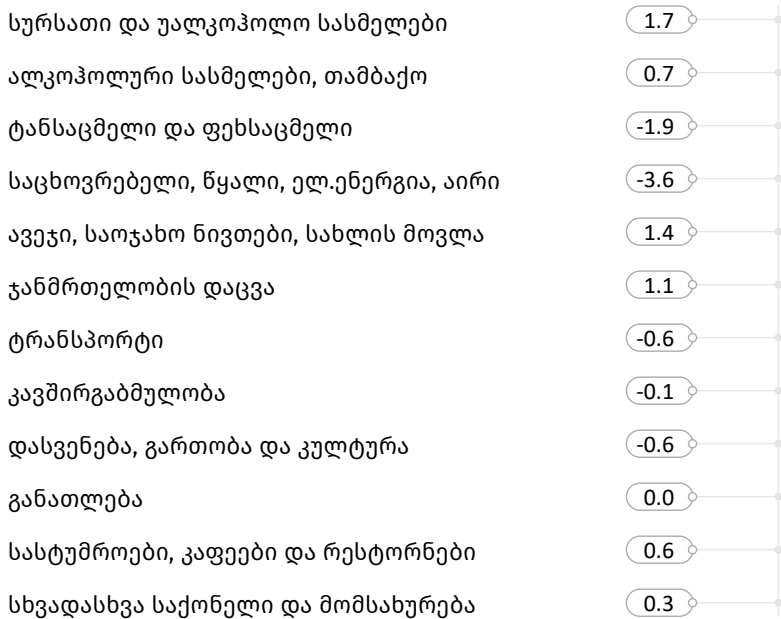 სურსათი და უალკოჰოლო სასმელები 1.7
ალკოჰოლური სასმელები, თამბაქო 0.7
ტანსაცმელი და ფეხსაცმელი -1.9
საცხოვრებელი, წყალი, ელ.ენერგია, აირი -3.6
ავეჯი, საოჯახო ნივთები, სახლის მოვლა 1.4
ჯანმრთელობის დაცვა 1.1
ტრანსპორტი -0.6
კავშირგაბმულობა -0.1
დასვენება, გართობა და კულტურა -0.6
განათლება 0.0
სასტუმროები, კაფეები და რესტორნები 0.6
სხვადასხვა საქონელი და მომსახურება 0.3